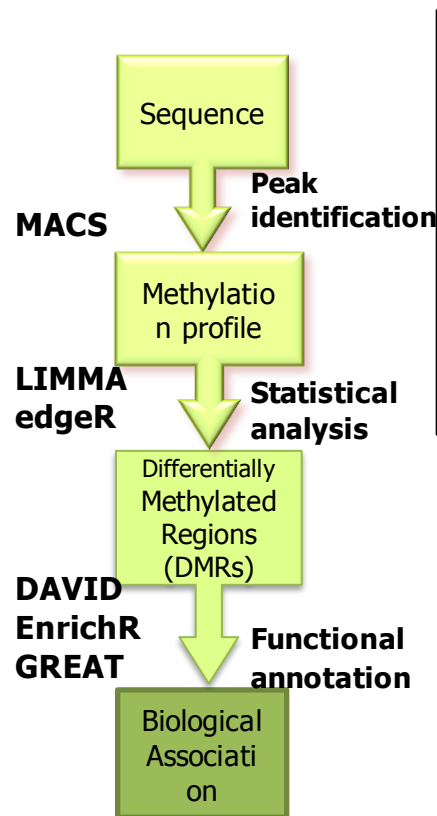 Sequence
Peak
identification
MACS
Methylatio
n profile
LIMMA
edgeR
Statistical
analysis
Differentially
Methylated
Regions
(DMRs)
DAVID
EnrichR
GREAT
Functional
annotation
Biological
Associati
on